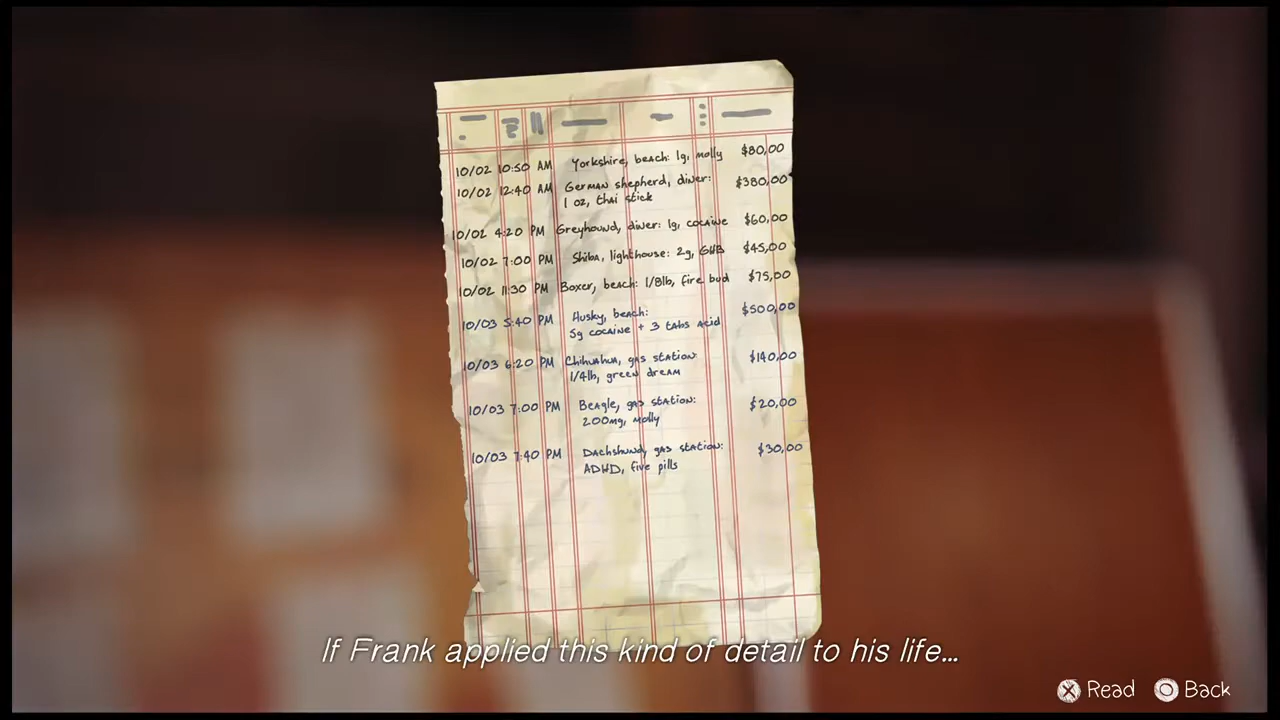 10/02 10:50 AM Yorkshire, beach: 1g, molly $80,00
10/02 12:40 AM German shepherd, diner: $380,00
1 oz, thai stick
10/02 4:20 PM Greyhound, diner: 1g, cocaine $60,00
10/02 7:00 PM Shiba, lighthouse: 2g, GHB $45,00
10/02 11:30 PM Boxer, beach: 1/8lb, fire bud $75,00
10/03 5:40 PM Husky, beach: $500,00
5g cocaine + 3 tabs acid
10/03 6:20 PM Chihuahua, gas station: $140,00
1/4lb, green dream
10/03 7:00 PM Beagle, gas station: $20,00
200mg, molly
10/03 7:40 PM Dachshund, gas station: $30,00
ADHD, five pills
If Frank applied this kind of detail to his life...
Read Back